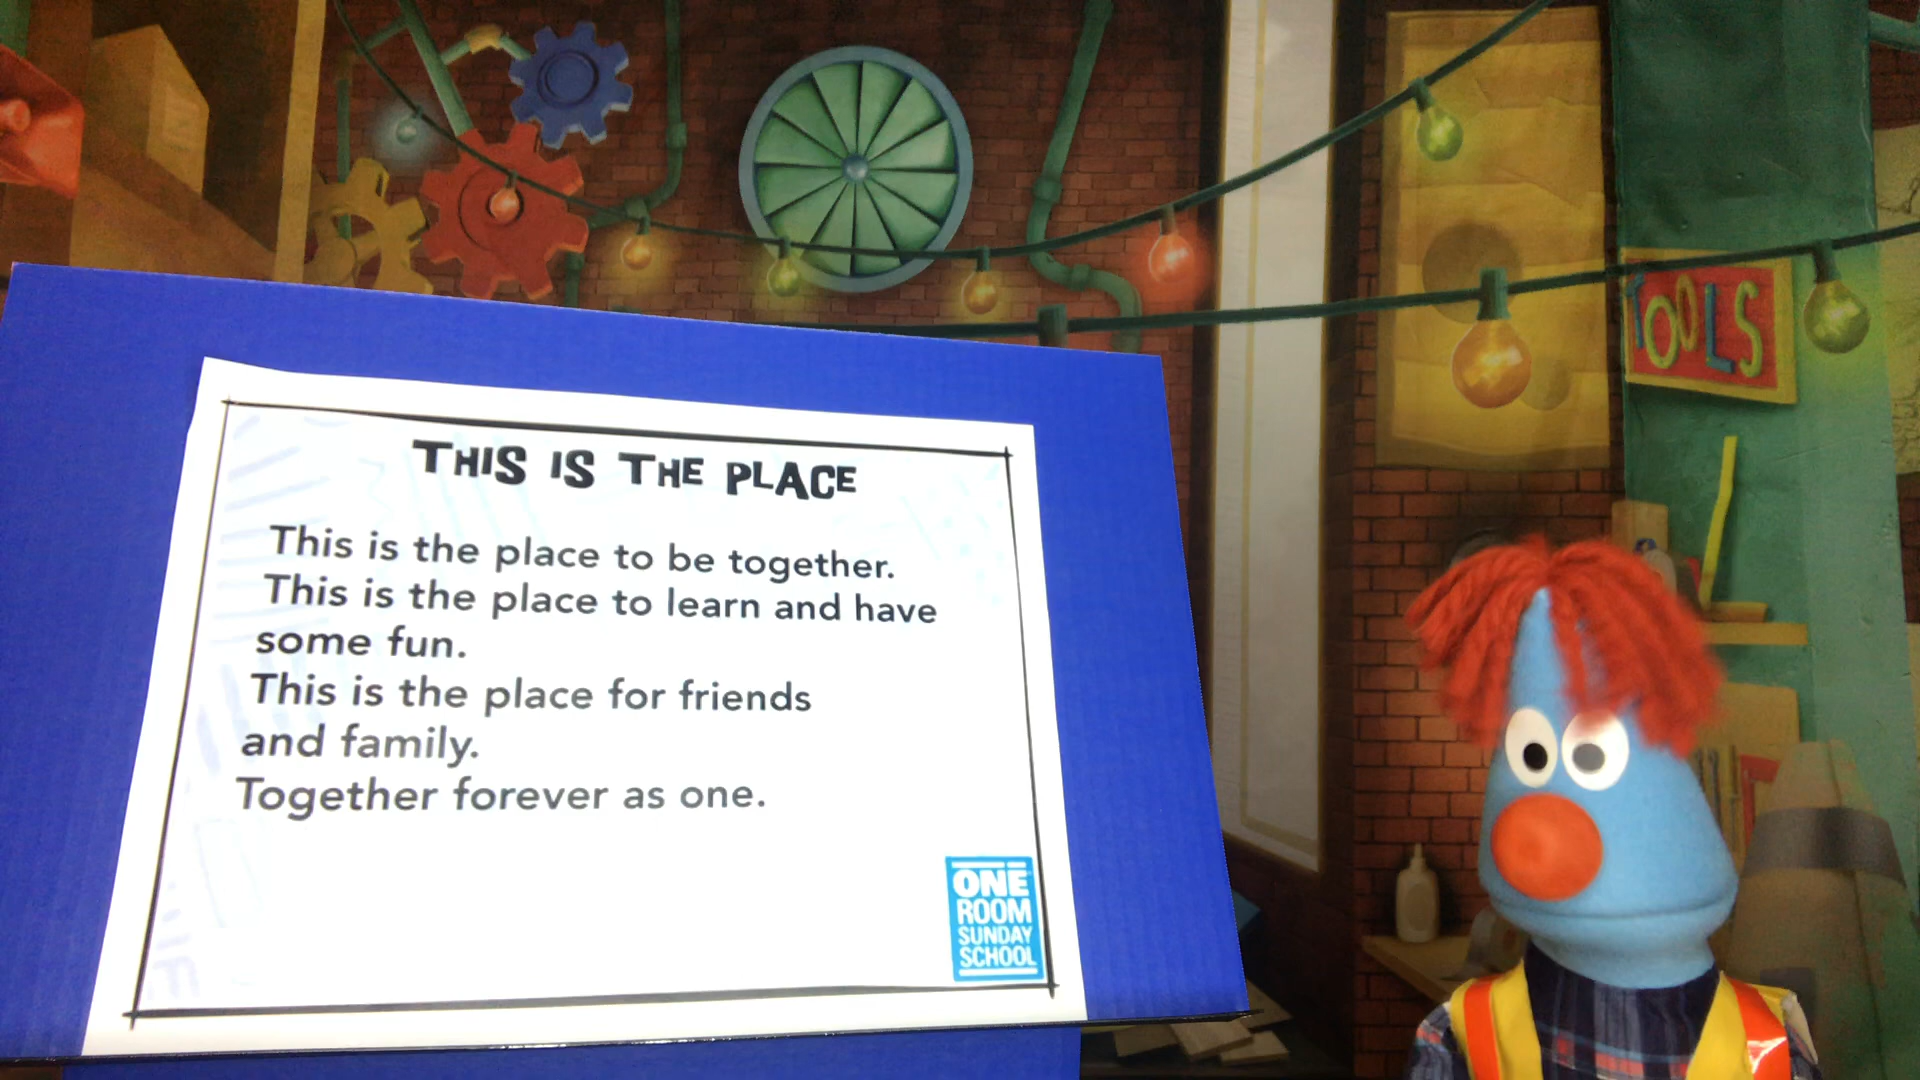 TOOLS
THIS IS THE PLACE
This is the place to be together.
This is the place to learn and have
some fun.
This is the place for friends
and family.
Together forever as one.
ONE
ROOM
SUNDAY
SCHOOL